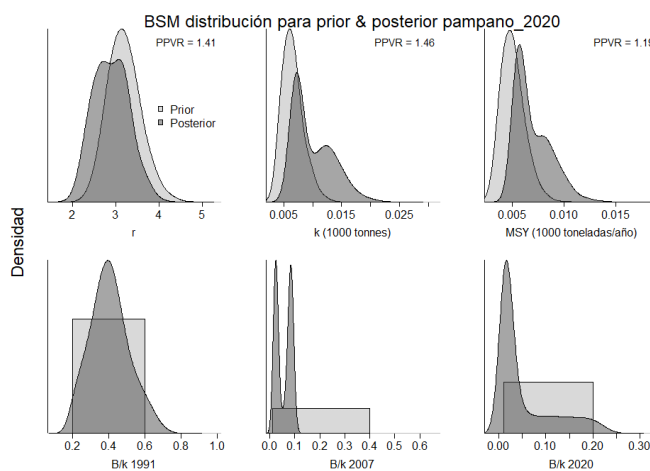 BSM distribución para prior & posterior pampano_2020
PPVR = 1.41
PPVR = 1.46
PPVR = 1.19
Prior
Posterior
2 3 4 5
0.005 0.015 0.025
0.005 0.010 0.015
r
k (1000 tonnes)
MSY (1000 toneladas/año)
Densidad
0.2 0.4 0.6 0.8 1.0
0.0 0.1 0.2 0.3 0.4 0.5 0.6
0.00 0.10 0.20 0.30
B/k 1991
B/k 2007
B/k 2020